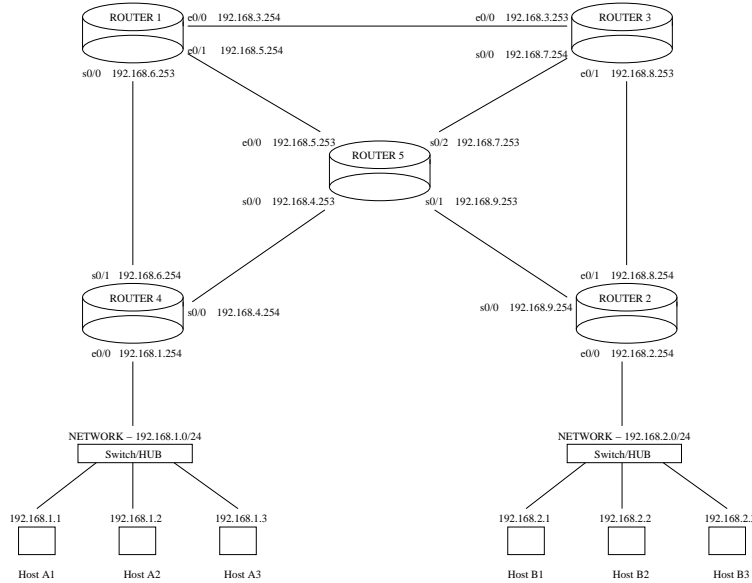 ROUTER 1
e0/0 192.168.3.254
192.168.3.253
e0/0
ROUTER 3
e0/1 192.168.5.254
s0/0 192.168.7.254
s0/0 192.168.6.253
e0/1 192.168.8.253
e0/0 192.168.5.253
s0/2 192.168.7.253
ROUTER 5
s0/0 192.168.4.253
s0/1 192.168.9.253
s0/1 192.168.6.254
e0/1 192.168.8.254
ROUTER 4
ROUTER 2
s0/0 192.168.4.254
s0/0 192.168.9.254
e0/0 192.168.1.254
e0/0 192.168.2.254
NETWORK – 192.168.1.0/24
NETWORK – 192.168.2.0/24
Switch/HUB
Switch/HUB
192.168.1.1
192.168.1.2
192.168.1.3
192.168.2.1
192.168.2.2
Host A1
Host A2
Host A3
Host B1
Host B2
Host B3